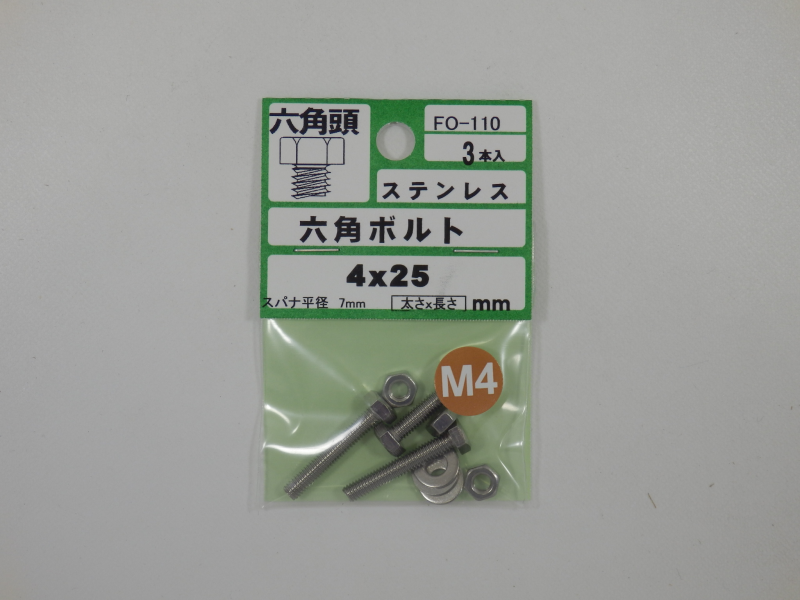 六角頭
FO-110
3本入
ステンレス
六角ボルト
4x25
スパナ平径 7mm 太さx長さ mm
M4